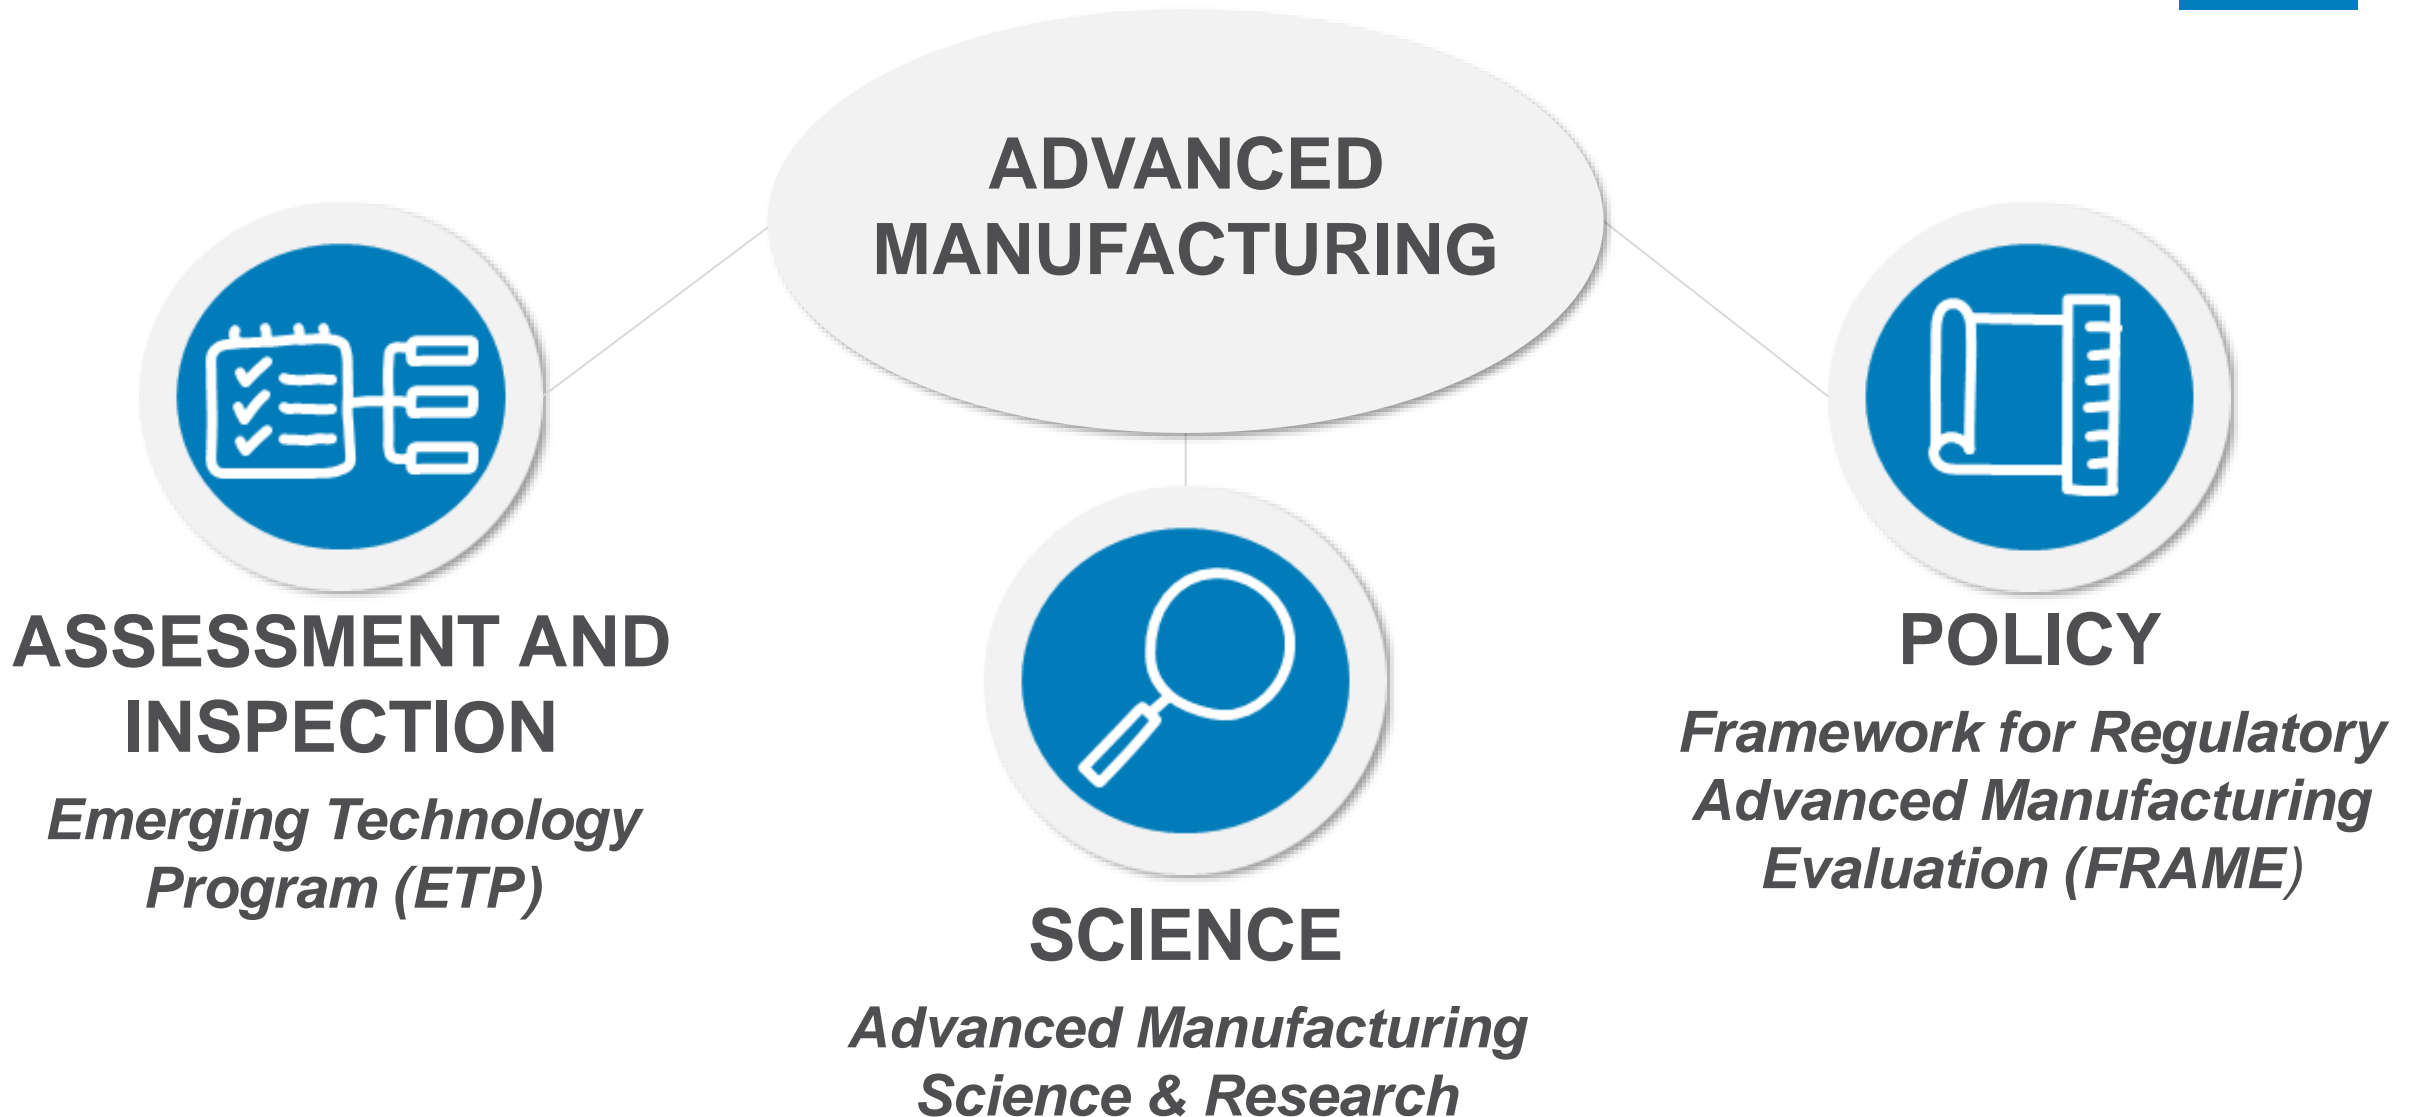 ADVANCED
MANUFACTURING
ASSESSMENT AND
INSPECTION
Emerging Technology
Program (ETP)
SCIENCE
Advanced Manufacturing
Science & Research
POLICY
Framework for Regulatory
Advanced Manufacturing
Evaluation (FRAME)